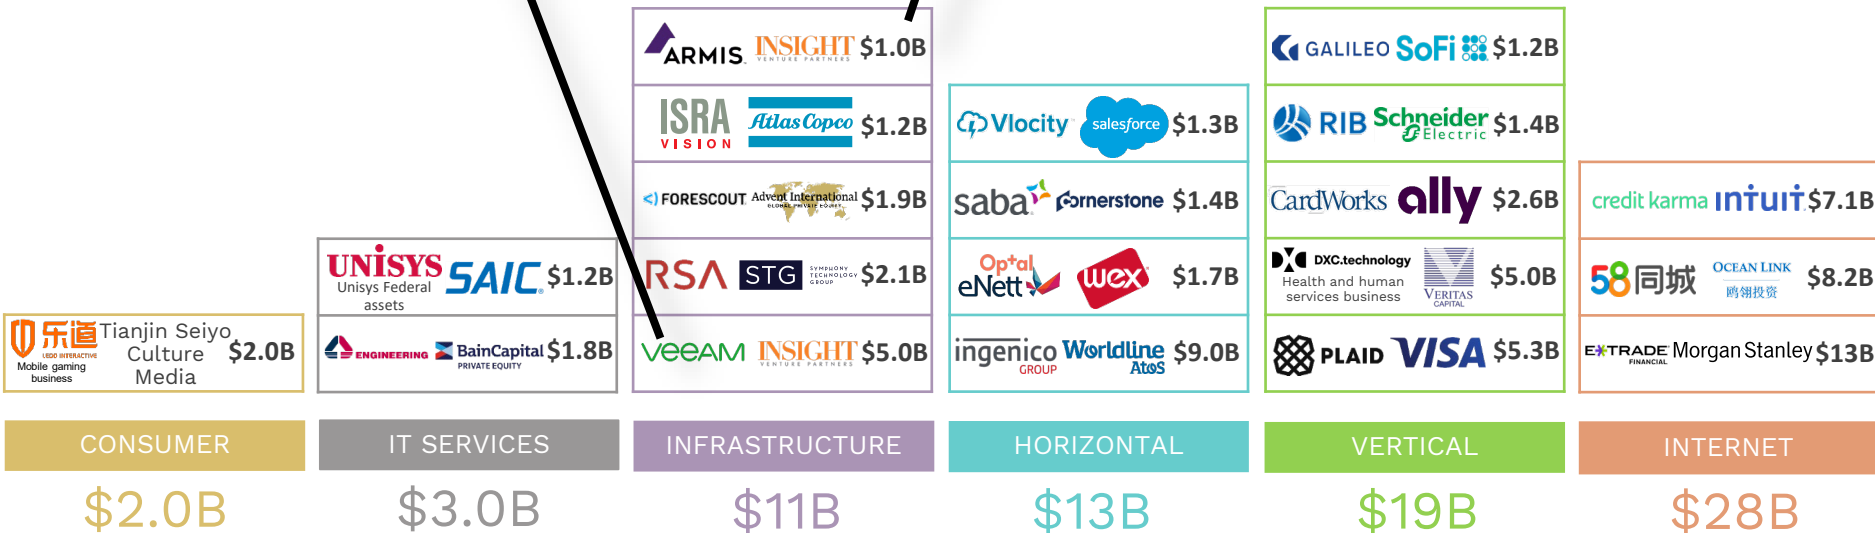 ARMIS INSIGHT VENTURE PARTNERS $1.0B
ISRA VISION Atlas Copco $1.2B
FORESCOUT Advent International GLOBAL PRIVATE EQUITY $1.9B
RSA STG SYMPHONY TECHNOLOGY GROUP $2.1B
veeAM INSIGHT VENTURE PARTNERS $5.0B
GALILEO SoFi $1.2B
RIB Schneider Electric $1.4B
CardWorks ally $2.6B
DXC.technology Health and human services business VERITAS CAPITAL $5.0B
PLAID VISA $5.3B
Vlocity salesforce $1.3B
saba Cornerstone $1.4B
Optal eNett wex $1.7B
ingenico GROUP Worldline Atos $9.0B
credit karma intuit $7.1B
58同城 OCEAN LINK 鸥翎投资 $8.2B
E*TRADE FINANCIAL Morgan Stanley $13B
UNISYS Unisys Federal assets SAIC $1.2B
ENGINEERING BainCapital PRIVATE EQUITY $1.8B
乐道 LEDO INTERACTIVE Mobile gaming business Tianjin Seiyo Culture Media $2.0B
CONSUMER
IT SERVICES
INFRASTRUCTURE
HORIZONTAL
VERTICAL
INTERNET
$2.0B
$3.0B
$11B
$13B
$19B
$28B